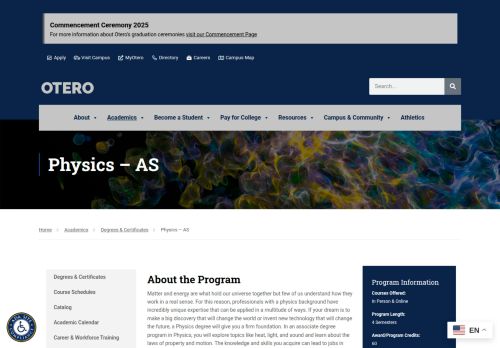 Commencement Ceremony 2025
For more information about Otero's graduation ceremonies visit our Commencement Page
Apply Visit Campus MyOtero Directory Careers Campus Map
OTERO
Search...
About Academics Become a Student Pay for College Resources Campus & Community Athletics
Physics – AS
Home Academics Degrees & Certificates Physics – AS
Degrees & Certificates
Course Schedules
Catalog
Academic Calendar
Career & Workforce Training
About the Program
Matter and energy are what hold our universe together but few of us understand how they
work in a real sense. For this reason, professionals with a physics background have
incredibly unique expertise that can be applied in a multitude of ways. If your dream is to
make a big discovery that will change the world or invent new technology that will change
the future, a Physics degree will give you a firm foundation. In an associate degree
program in Physics, you will explore topics like heat, light, and wound and learn about the
laws of property and motion. The knowledge and skills you acquire can lead to jobs in
Program Information
Courses Offered:
In Person & Online
Program Length:
4 Semesters
Award/Program Credits:
60
EN